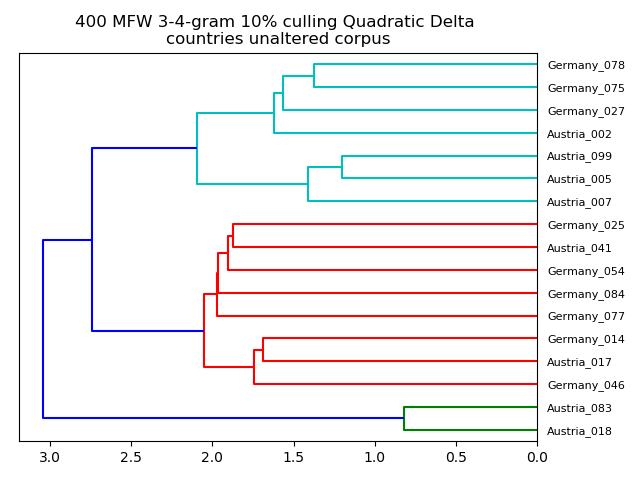 400 MFW 3-4-gram 10% culling Quadratic Delta
countries unaltered corpus
Germany_078
Germany_075
Germany_027
Austria_002
Austria_099
Austria_005
Austria_007
Germany_025
Austria_041
Germany_054
Germany_084
Germany_077
Germany_014
Austria_017
Germany_046
Austria_083
Austria_018
3.0 2.5 2.0 1.5 1.0 0.5 0.0